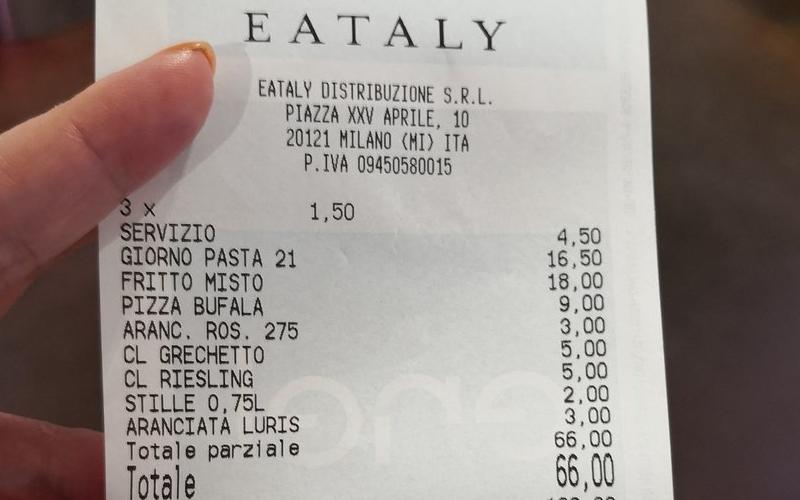 EATALY
EATALY DISTRIBUZIONE S.R.L.
PIAZZA XXV APRILE, 10
20121 MILANO (MI) ITA
P.IVA 09450580015
3 x 1,50
SERVIZIO 4,50
GIORNO PASTA 21 16,50
FRITTO MISTO 18,00
PIZZA BUFALA 9,00
ARANC. ROS. 275 3,00
CL GRECHETTO 5,00
CL RIESLING 5,00
STILLE 0,75L 2,00
ARANCIATA LURIS 3,00
Totale parziale 66,00
Totale 66,00